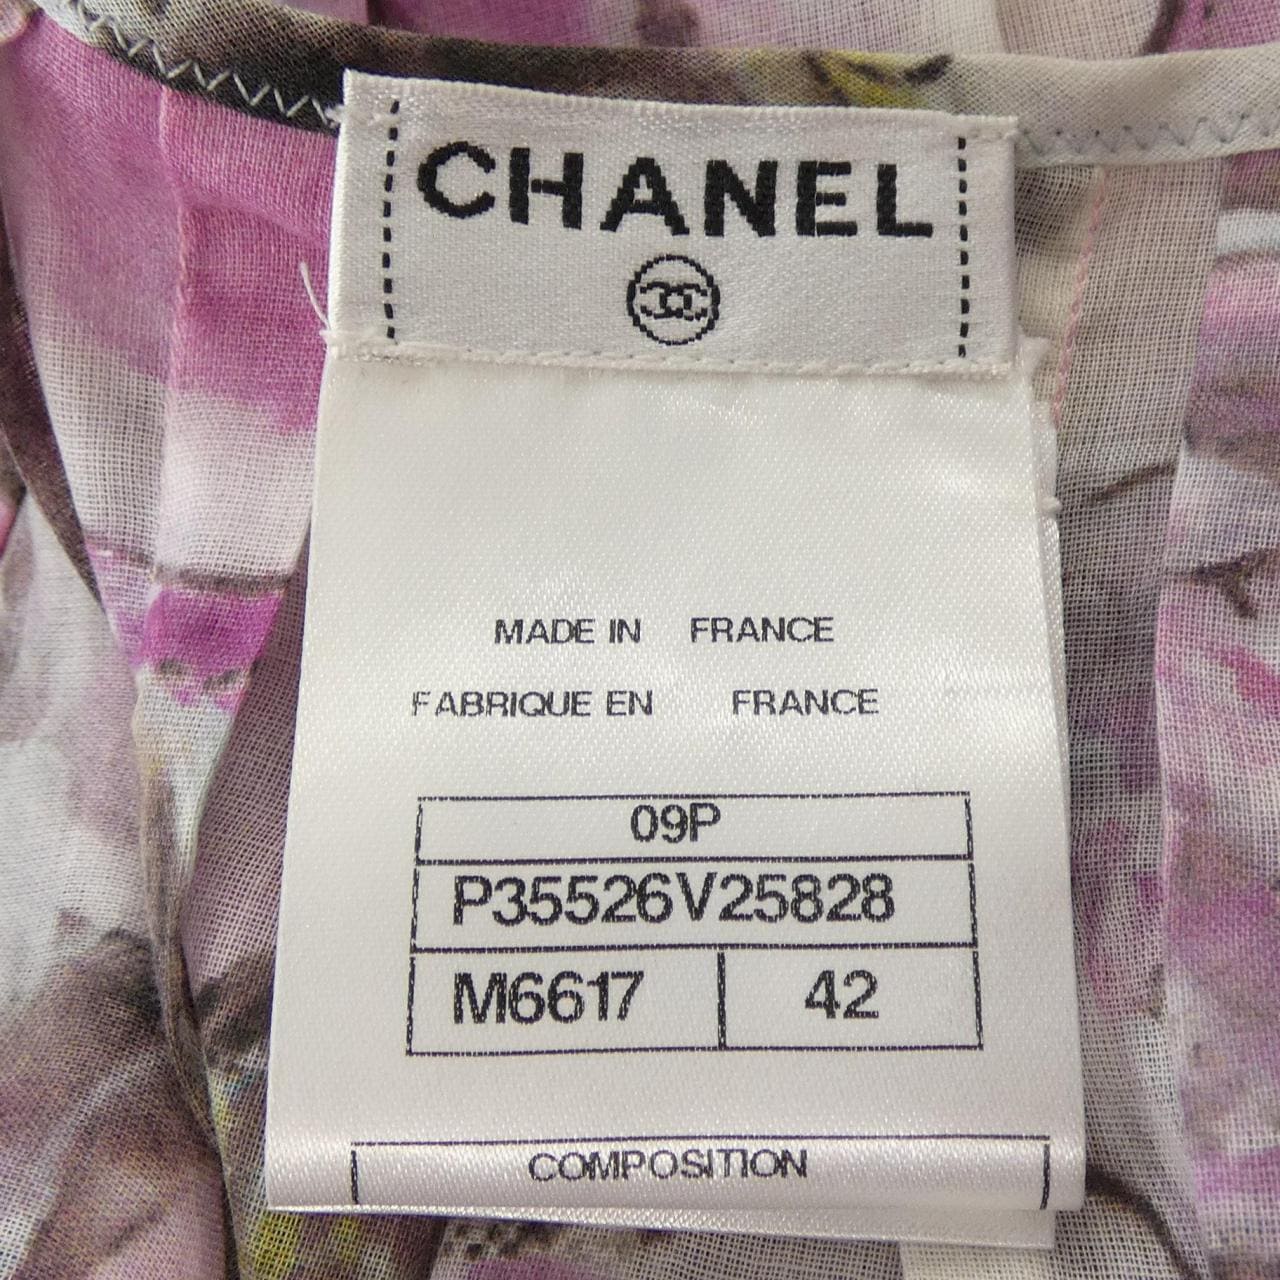 CHANEL
MADE IN FRANCE
FABRIQUE EN FRANCE
09P
P35526V25828
M6617 42
COMPOSITION